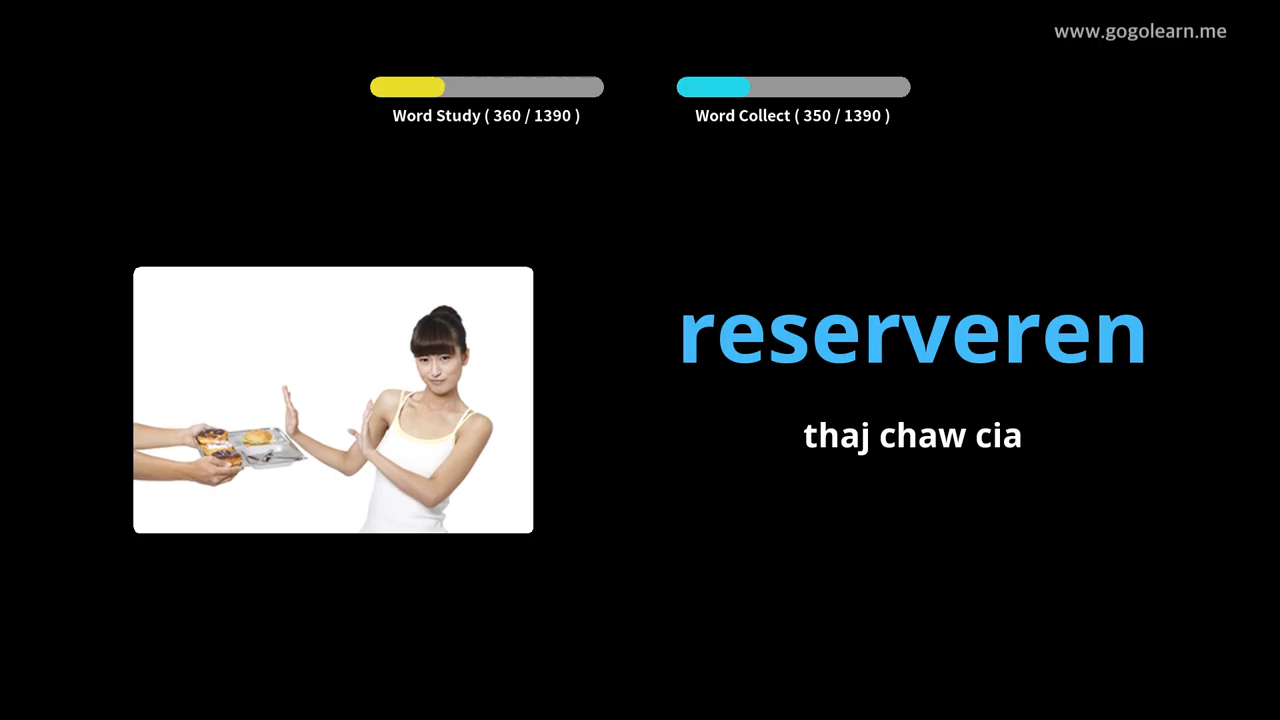 www.gogolearn.me
Word Study ( 360 / 1390 )
Word Collect ( 350 / 1390 )
reserveren
thaj chaw cia